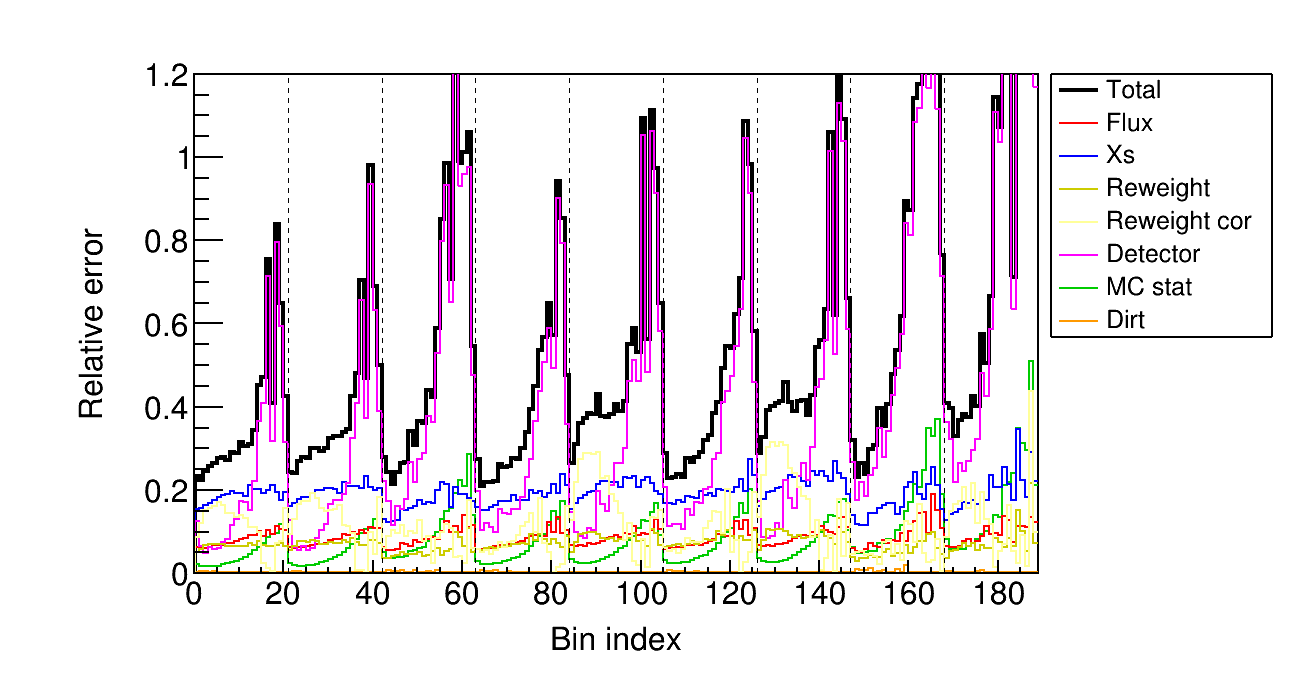 1.2
1
0.8
0.6
0.4
0.2
0
Relative error
0 20 40 60 80 100 120 140 160 180
Bin index
Total
Flux
Xs
Reweight
Reweight cor
Detector
MC stat
Dirt